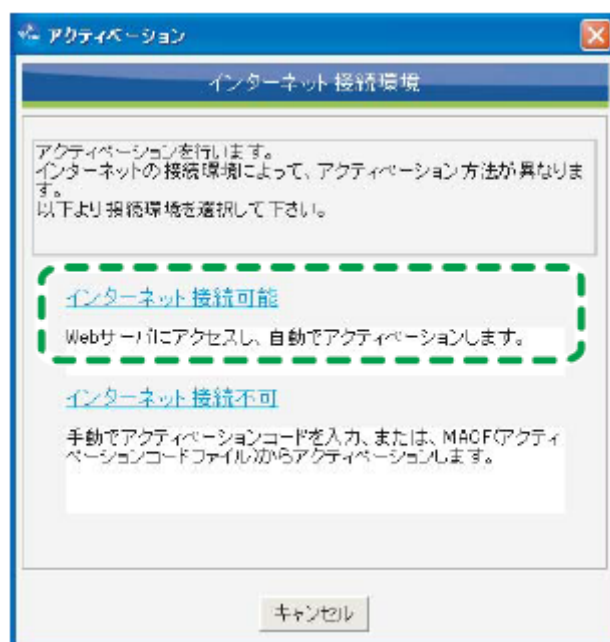 アクティベーション
インターネット接続環境
アクティベーションを行います。
インターネットの接続環境によって、アクティベーション方法が異なりま
す。
以下より接続環境を選択して下さい。
インターネット接続可能
Webサーバにアクセスし、自動でアクティベーションします。
インターネット接続不可
手動でアクティベーションコードを入力、または、MACF(アクティ
ベーションコードファイル)からアクティベーションします。
キャンセル